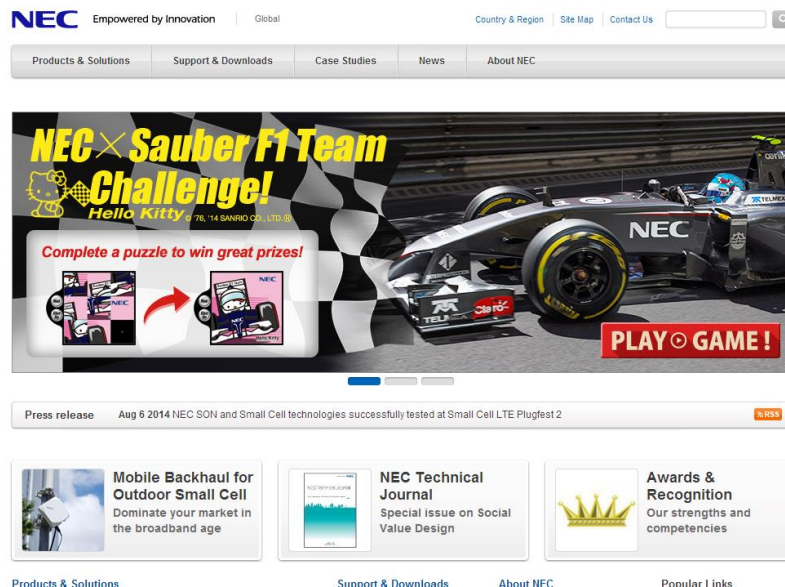 NEC Empowered by Innovation Global Country & Region Site Map Contact Us
Products & Solutions Support & Downloads Case Studies News About NEC
NEC×Sauber F1 Team
Challenge!
Hello Kitty © '76, '14 SANRIO CO., LTD.®
Complete a puzzle to win great prizes!
NEC
NEC
NEC
Hello Kitty
NEC
TELMEX
Claro
PLAY GAME!
Press release Aug 6 2014 NEC SON and Small Cell technologies successfully tested at Small Cell LTE Plugfest 2 RSS
Mobile Backhaul for
Outdoor Small Cell
Dominate your market in
the broadband age
NEC Technical
Journal
Special issue on Social
Value Design
Awards &
Recognition
Our strengths and
competencies
Products & Solutions Support & Downloads About NEC Popular Links